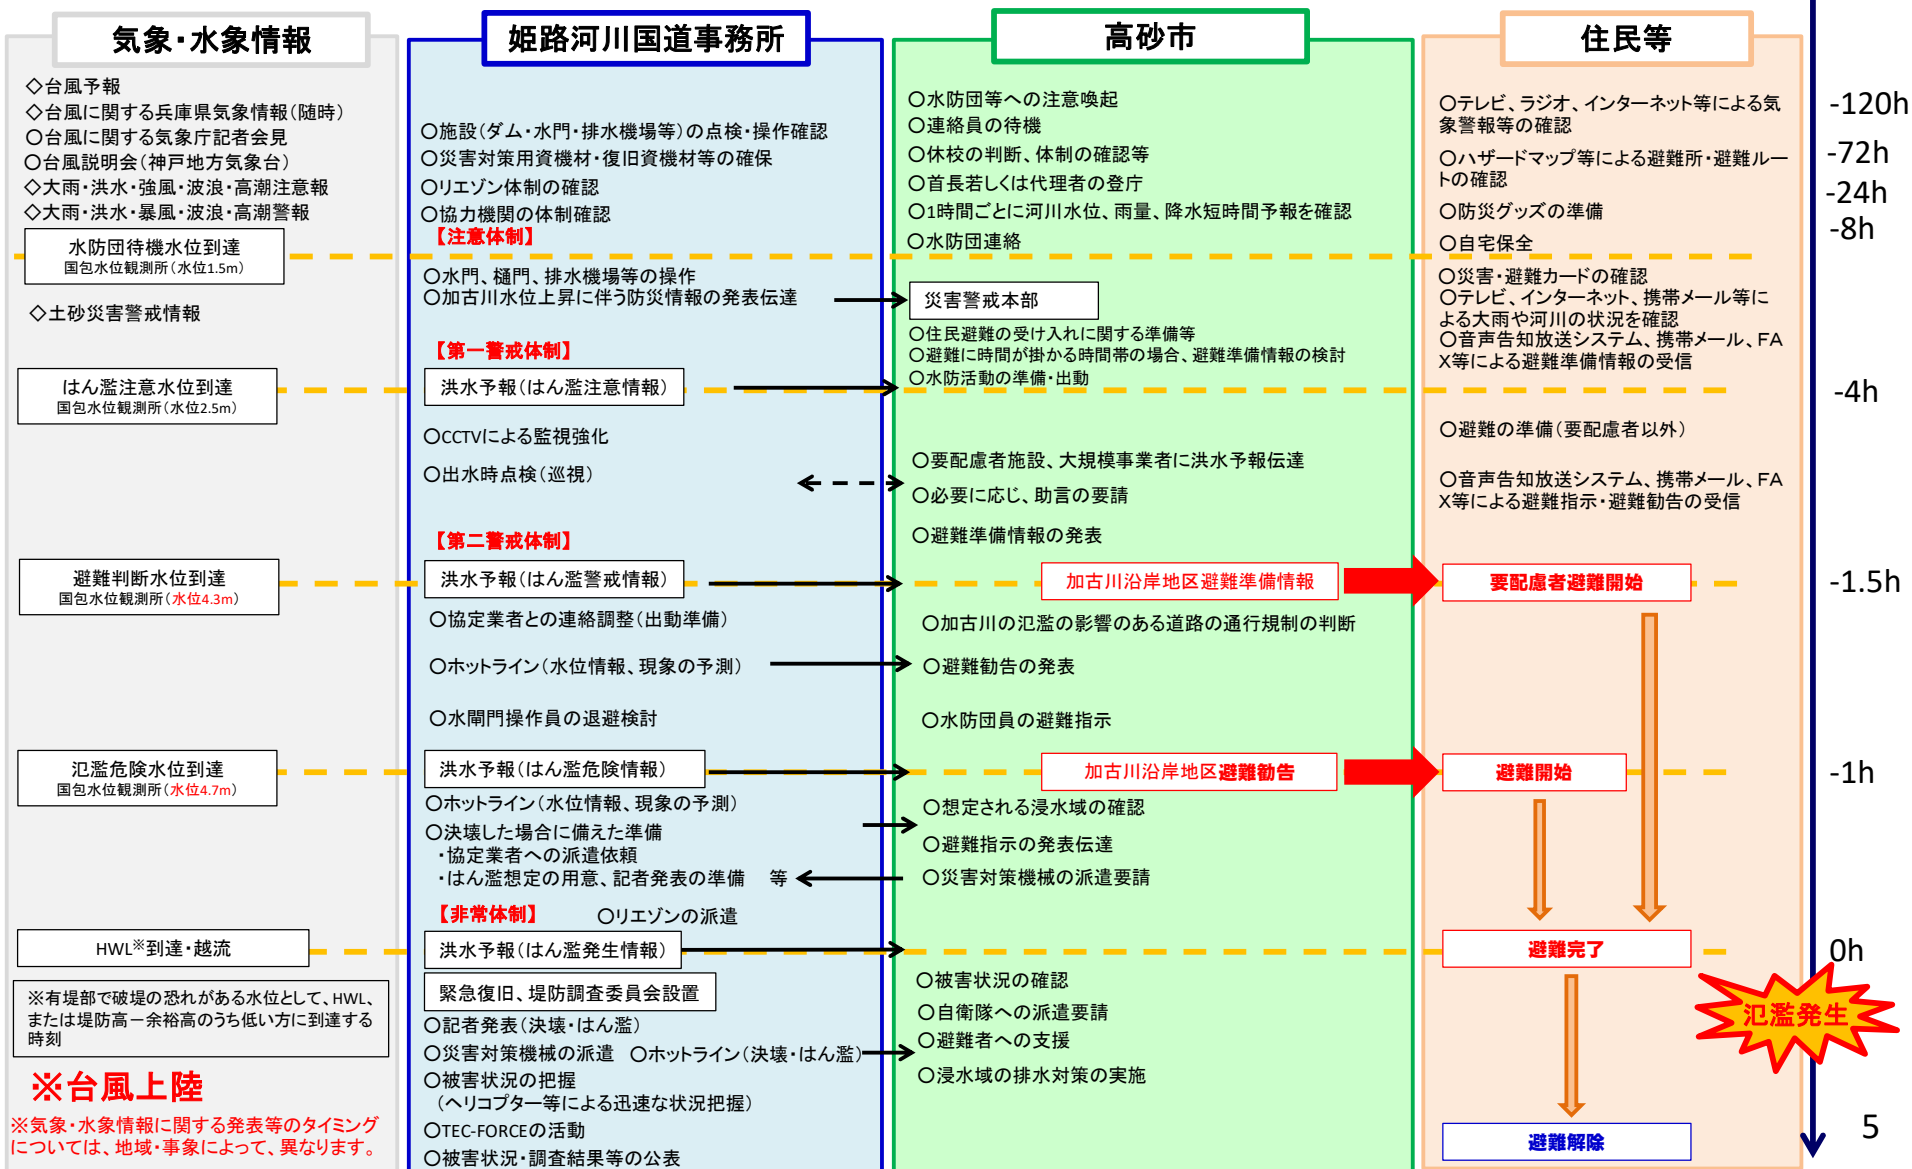 気象・水象情報
◇台風予報
◇台風に関する兵庫県気象情報(随時)
○台風に関する気象庁記者会見
○台風説明会(神戸地方気象台)
◇大雨・洪水・強風・波浪・高潮注意報
◇大雨・洪水・暴風・波浪・高潮警報
水防団待機水位到達
国包水位観測所(水位1.5m)
◇土砂災害警戒情報
はん濫注意水位到達
国包水位観測所(水位2.5m)
避難判断水位到達
国包水位観測所(水位4.3m)
氾濫危険水位到達
国包水位観測所(水位4.7m)
HWL※到達・越流
※有堤部で破堤の恐れがある水位として、HWL、
または堤防高ー余裕高のうち低い方に到達する
時刻
※台風上陸
※気象・水象情報に関する発表等のタイミング
については、地域・事象によって、異なります。
姫路河川国道事務所
○施設(ダム・水門・排水機場等)の点検・操作確認
○災害対策用資機材・復旧資機材等の確保
○リエゾン体制の確認
○協力機関の体制確認
【注意体制】
○水門、樋門、排水機場等の操作
○加古川水位上昇に伴う防災情報の発表伝達
【第一警戒体制】
洪水予報(はん濫注意情報)
○CCTVによる監視強化
○出水時点検(巡視)
【第二警戒体制】
洪水予報(はん濫警戒情報)
○協定業者との連絡調整(出動準備)
○ホットライン(水位情報、現象の予測)
○水閘門操作員の退避検討
洪水予報(はん濫危険情報)
○ホットライン(水位情報、現象の予測)
○決壊した場合に備えた準備
・協定業者への派遣依頼
・はん濫想定の用意、記者発表の準備 等
【非常体制】 ○リエゾンの派遣
洪水予報(はん濫発生情報)
緊急復旧、堤防調査委員会設置
○記者発表(決壊・はん濫)
○災害対策機械の派遣 ○ホットライン(決壊・はん濫)
○被害状況の把握
(ヘリコプター等による迅速な状況把握)
○TEC-FORCEの活動
○被害状況・調査結果等の公表
高砂市
○水防団等への注意喚起
○連絡員の待機
○休校の判断、体制の確認等
○首長若しくは代理者の登庁
○1時間ごとに河川水位、雨量、降水短時間予報を確認
○水防団連絡
災害警戒本部
○住民避難の受け入れに関する準備等
○避難に時間が掛かる時間帯の場合、避難準備情報の検討
○水防活動の準備・出動
○要配慮者施設、大規模事業者に洪水予報伝達
○必要に応じ、助言の要請
○避難準備情報の発表
加古川沿岸地区避難準備情報
○加古川の氾濫の影響のある道路の通行規制の判断
○避難勧告の発表
○水防団員の避難指示
加古川沿岸地区避難勧告
○想定される浸水域の確認
○避難指示の発表伝達
○災害対策機械の派遣要請
○被害状況の確認
○自衛隊への派遣要請
○避難者への支援
○浸水域の排水対策の実施
住民等
○テレビ、ラジオ、インターネット等による気
象警報等の確認
○ハザードマップ等による避難所・避難ルー
トの確認
○防災グッズの準備
○自宅保全
○災害・避難カードの確認
○テレビ、インターネット、携帯メール等に
よる大雨や河川の状況を確認
○音声告知放送システム、携帯メール、FA
X等による避難準備情報の受信
○避難の準備(要配慮者以外)
○音声告知放送システム、携帯メール、FA
X等による避難指示・避難勧告の受信
要配慮者避難開始
避難開始
避難完了
避難解除
-120h
-72h
-24h
-8h
-4h
-1.5h
-1h
0h
氾濫発生
5